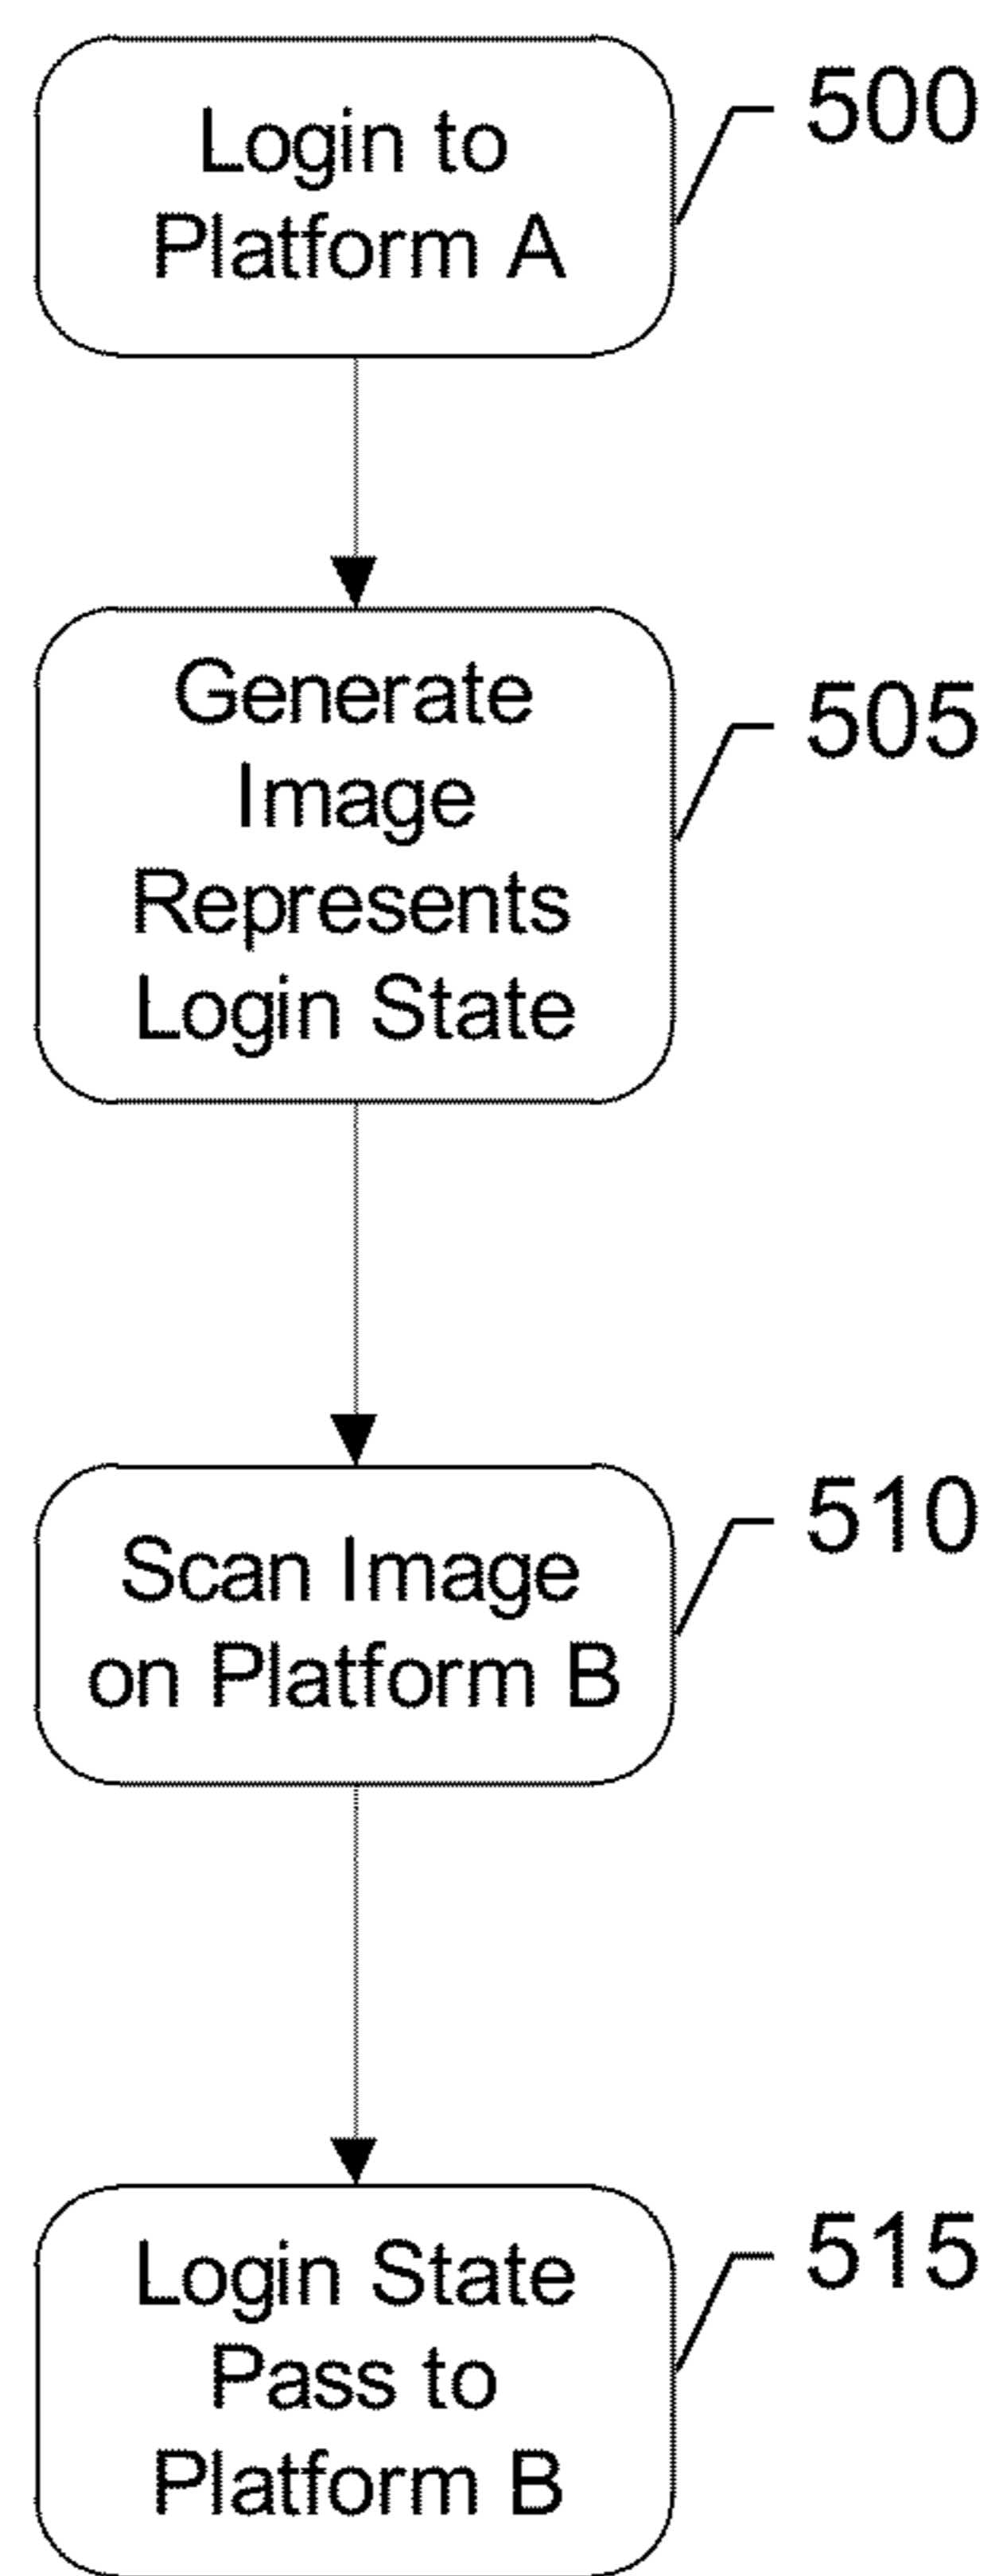 Login to
Platform A
500
Generate
Image
Represents
Login State
505
Scan Image
on Platform B
510
Login State
Pass to
Platform B
515